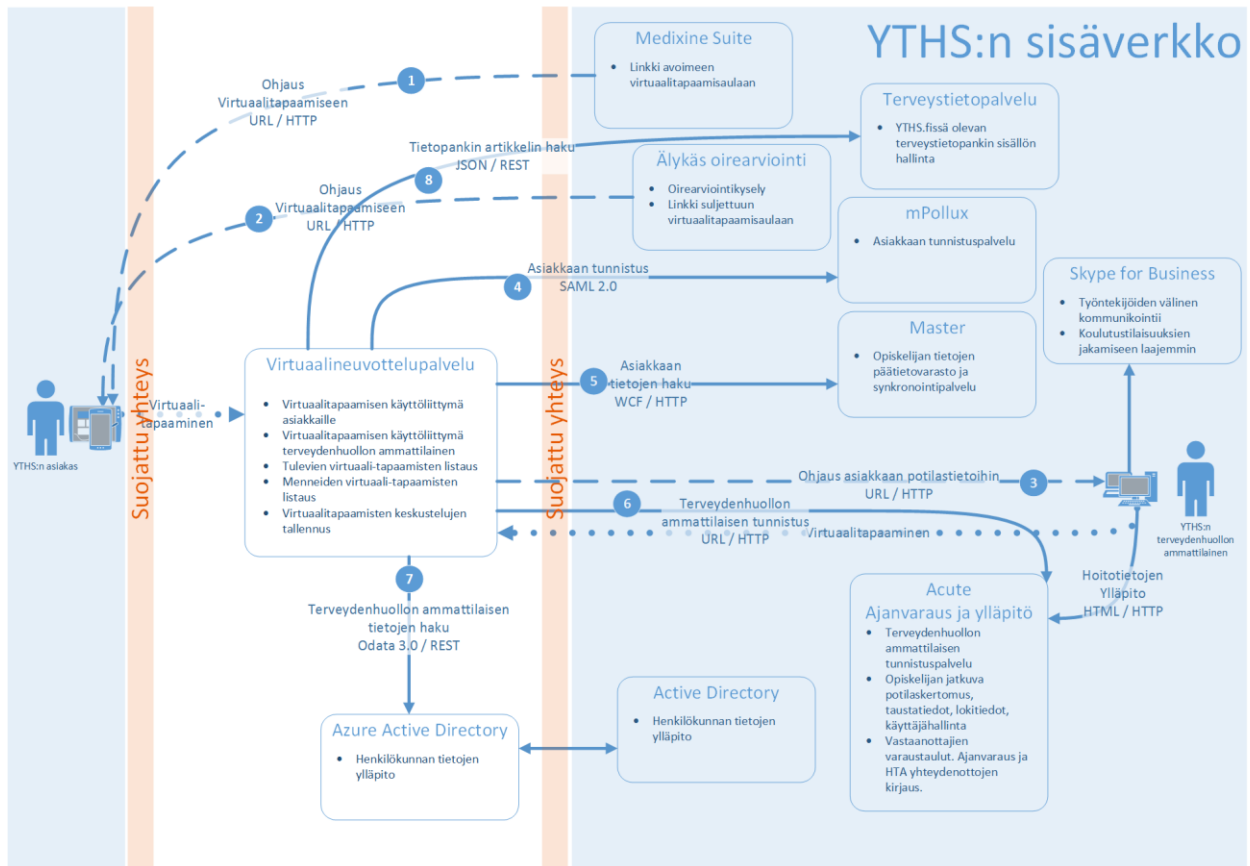 YTHS:n sisäverkko
Medixine Suite
Linkki avoimeen
virtuaalitapaamisaulaan
1
Ohjaus
Virtuaalitapaamiseen
URL / HTTP
Terveystietopalvelu
YTHS.fissä olevan
terveystietopankin sisällön
hallinta
Tietopankin artikkelin haku
JSON / REST
8
Älykäs oirearviointi
Oirearviointikysely
Linkki suljettuun
virtuaalitapaamisaulaan
Ohjaus
Virtuaalitapaamiseen
URL / HTTP
2
mPollux
Asiakkaan tunnistuspalvelu
Asiakkaan tunnistus
SAML 2.0
4
Skype for Business
Työntekijöiden välinen
kommunikointii
Koulutustilaisuuksien
jakamiseen laajemmin
Master
Opiskelijan tietojen
päätietovarasto ja
synkronointipalvelu
Suojattu yhteys
Suojattu yhteys
Virtuaalineuvottelupalvelu
Virtuaalitapaamisen käyttöliittymä
asiakkaille
Virtuaalitapaamisen käyttöliittymä
terveydenhuollon ammattilainen
Tulevien virtuaali-tapaamisten listaus
Menneiden virtuaali-tapaamisten
listaus
Virtuaalitapaamisten keskustelujen
tallennus
Asiakkaan
tietojen haku
WCF / HTTP
5
YTHS:n asiakas
Virtuaali-
tapaaminen
Ohjaus asiakkaan potilastietoihin
URL / HTTP
3
6
Terveydenhuollon
ammattilaisen tunnistus
URL / HTTP
Virtuaalitapaaminen
YTHS:n
terveydenhuollon
ammattilainen
7
Terveydenhuollon ammattilaisen
tietojen haku
Odata 3.0 / REST
Hoitotietojen
Ylläpito
HTML / HTTP
Acute
Ajanvaraus ja ylläpitö
Terveydenhuollon
ammattilaisen
tunnistuspalvelu
Opiskelijan jatkuva
potilaskertomus,
taustatiedot, lokitiedot,
käyttäjähallinta
Vastaanottajien
varaustaulut. Ajanvaraus ja
HTA yhteydenottojen
kirjaus.
Active Directory
Henkilökunnan tietojen
ylläpito
Azure Active Directory
Henkilökunnan tietojen
ylläpito